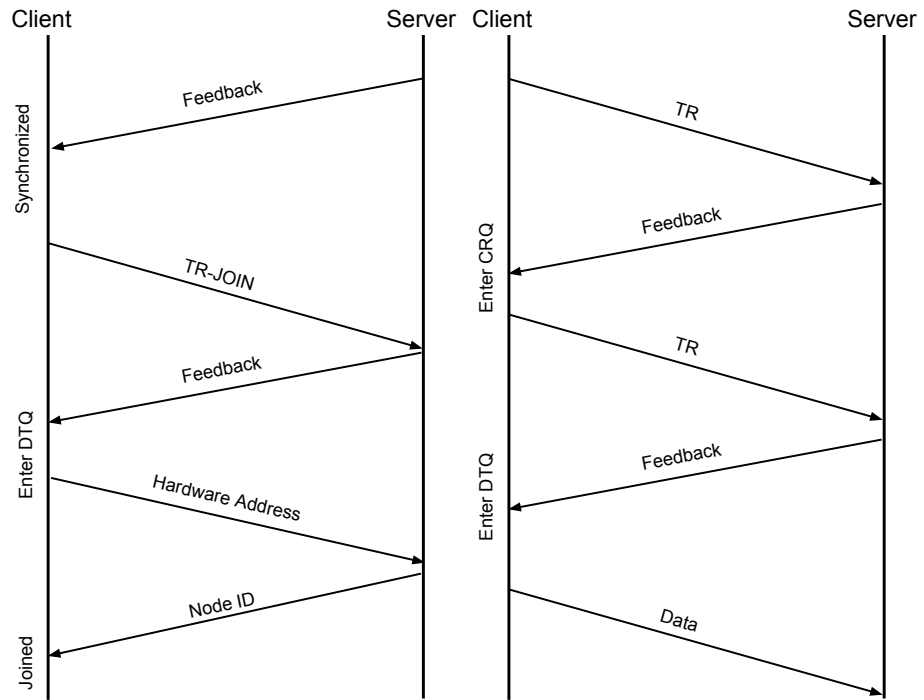 Client
Server
Feedback
Synchronized
TR-JOIN
Feedback
Enter DTQ
Hardware Address
Node ID
Joined
Client
Server
TR
Feedback
Enter CRQ
TR
Feedback
Enter DTQ
Data